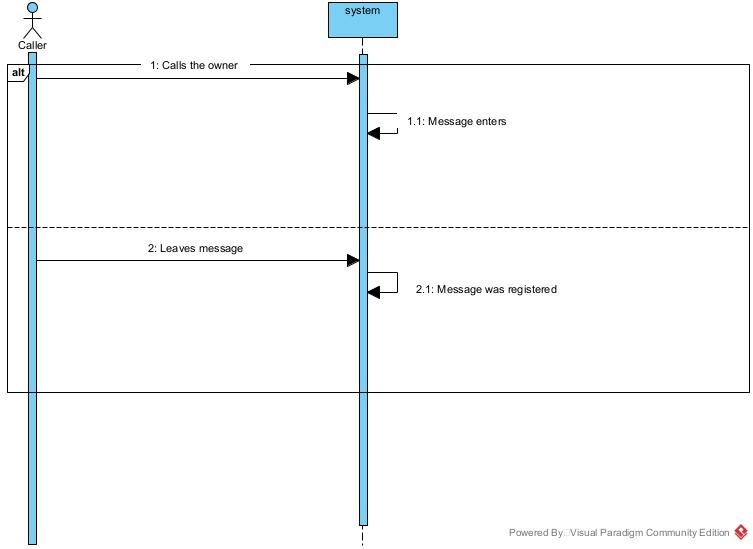 system
Caller
alt
1: Calls the owner
1.1: Message enters
2: Leaves message
2.1: Message was registered
Powered By□Visual Paradigm Community Edition